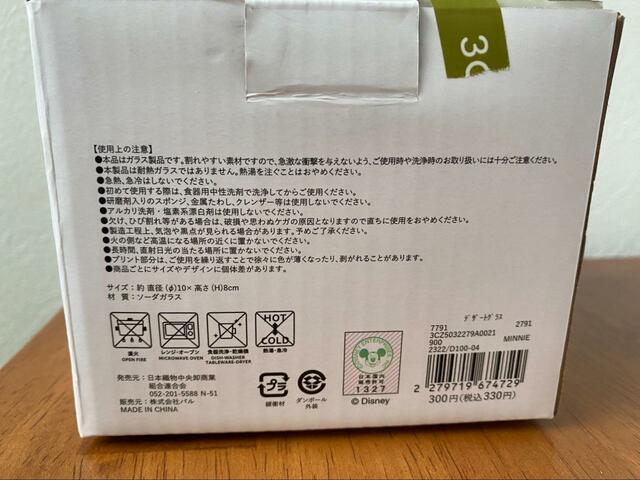 30
【使用上の注意】
●本品はガラス製品です。割れやすい素材ですので、急激な衝撃を与えないよう、ご使用時や洗浄時のお取り扱いには十分ご注意ください。
●本製品は耐熱ガラスではありません。熱湯を注ぐことはおやめください。
●急熱、急冷はしないでください。
●初めて使用する際は、食器用中性洗剤で洗浄してからご使用ください。
●研磨剤入りのスポンジ、金属たわし、クレンザー等は使用しないでください。
●アルカリ洗剤・塩素系漂白剤は使用しないでください。
●欠け、ひび割れ等がある場合は、破損や思わぬケガの原因となりますので直ちに使用をおやめください。
●製造工程上、気泡や黒点が見られる場合があります。予めご了承ください。
●火の側など高温になる場所の近くに置かないでください。
●長時間、直射日光の当たる場所に置かないでください。
●プリント部分は、ご使用を繰り返すことで徐々に色が薄くなったり、剥がれることがあります。
●商品ごとにサイズやデザインに個体差があります。
サイズ：約 直径(φ)10×高さ(H)8cm
材 質：ソーダガラス
HOT
COLD
直火
OPEN FIRE
レンジ・オーブン
MICROWAVE OVEN
食器洗浄・乾燥機
DISH-WASHER
TABLEWARE-DRYER
熱湯・急冷
発売元： 日本織物中央卸商業
組合連合会
052-201-5588 N-51
販売元： 株式会社パル
MADE IN CHINA
プラ
緩衝材
ダンボール
外装
日本国内
販売許可
1327
© Disney
デザートグラス
7791 2791
3CZ5032279A0021
900 MINNIE
2322/D100-04
2 279719 674729
300円(税込330円)